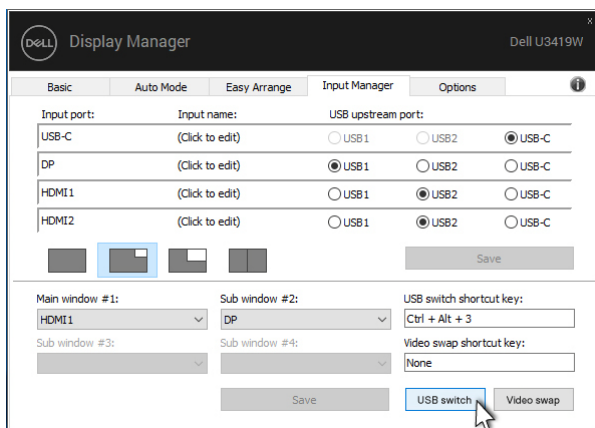 DELL Display Manager Dell U3419W
x
Basic Auto Mode Easy Arrange Input Manager Options i
Input port: Input name: USB upstream port:
USB-C (Click to edit) USB1 USB2 USB-C
DP (Click to edit) USB1 USB2 USB-C
HDMI1 (Click to edit) USB1 USB2 USB-C
HDMI2 (Click to edit) USB1 USB2 USB-C
Save
Main window #1: Sub window #2: USB switch shortcut key:
HDMI1 DP Ctrl + Alt + 3
Sub window #3: Sub window #4: Video swap shortcut key:
None
Save USB switch Video swap